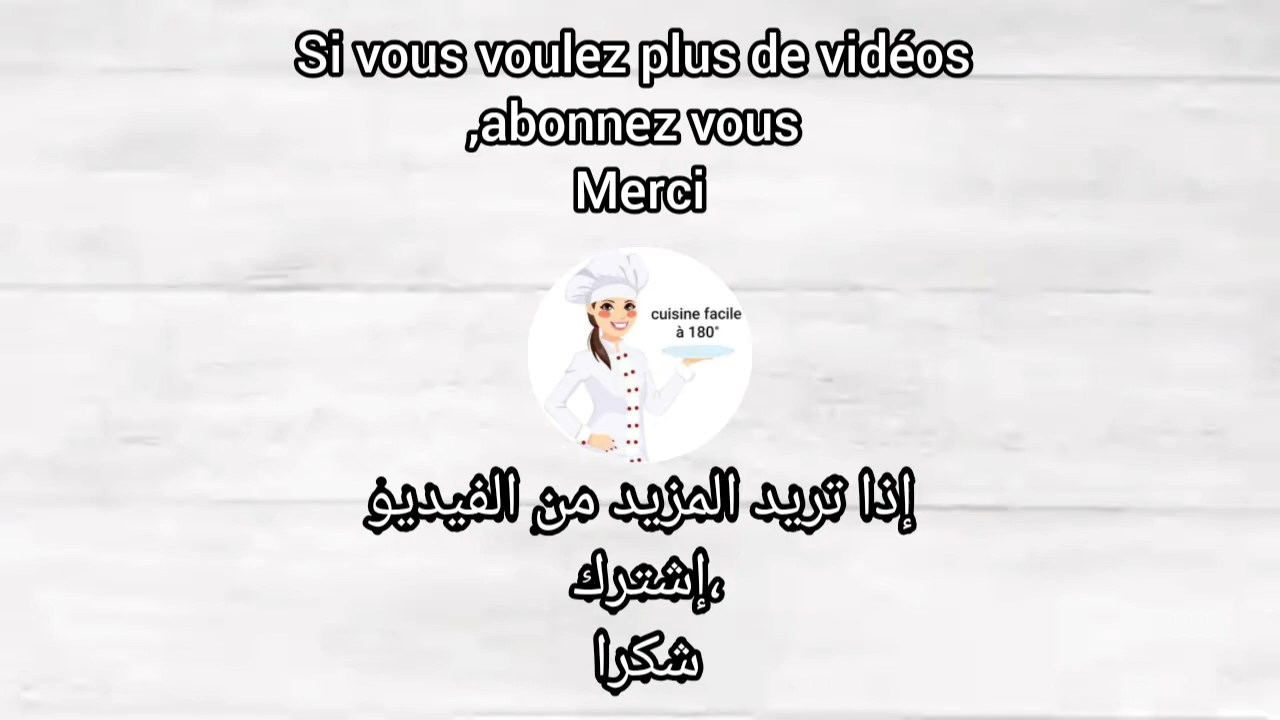 Si vous voulez plus de vidéos
,abonnez vous
Merci
cuisine facile
à 180°
إذا تريد المزيد من الفيديو
،إشترك
شكرا